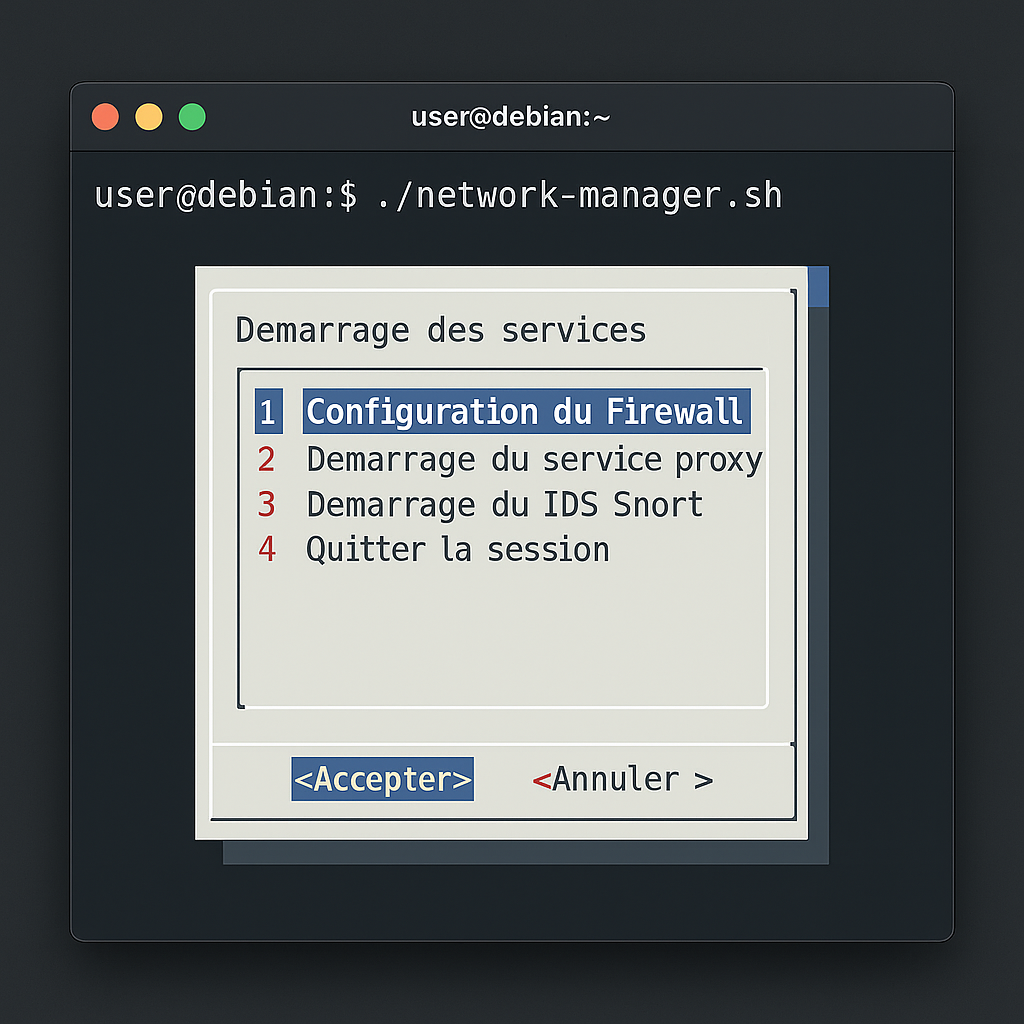 user@debian:~
user@debian:$ ./network-manager.sh
Demarrage des services
1 Configuration du Firewall
2 Demarrage du service proxy
3 Demarrage du IDS Snort
4 Quitter la session
<Accepter> <Annuler >